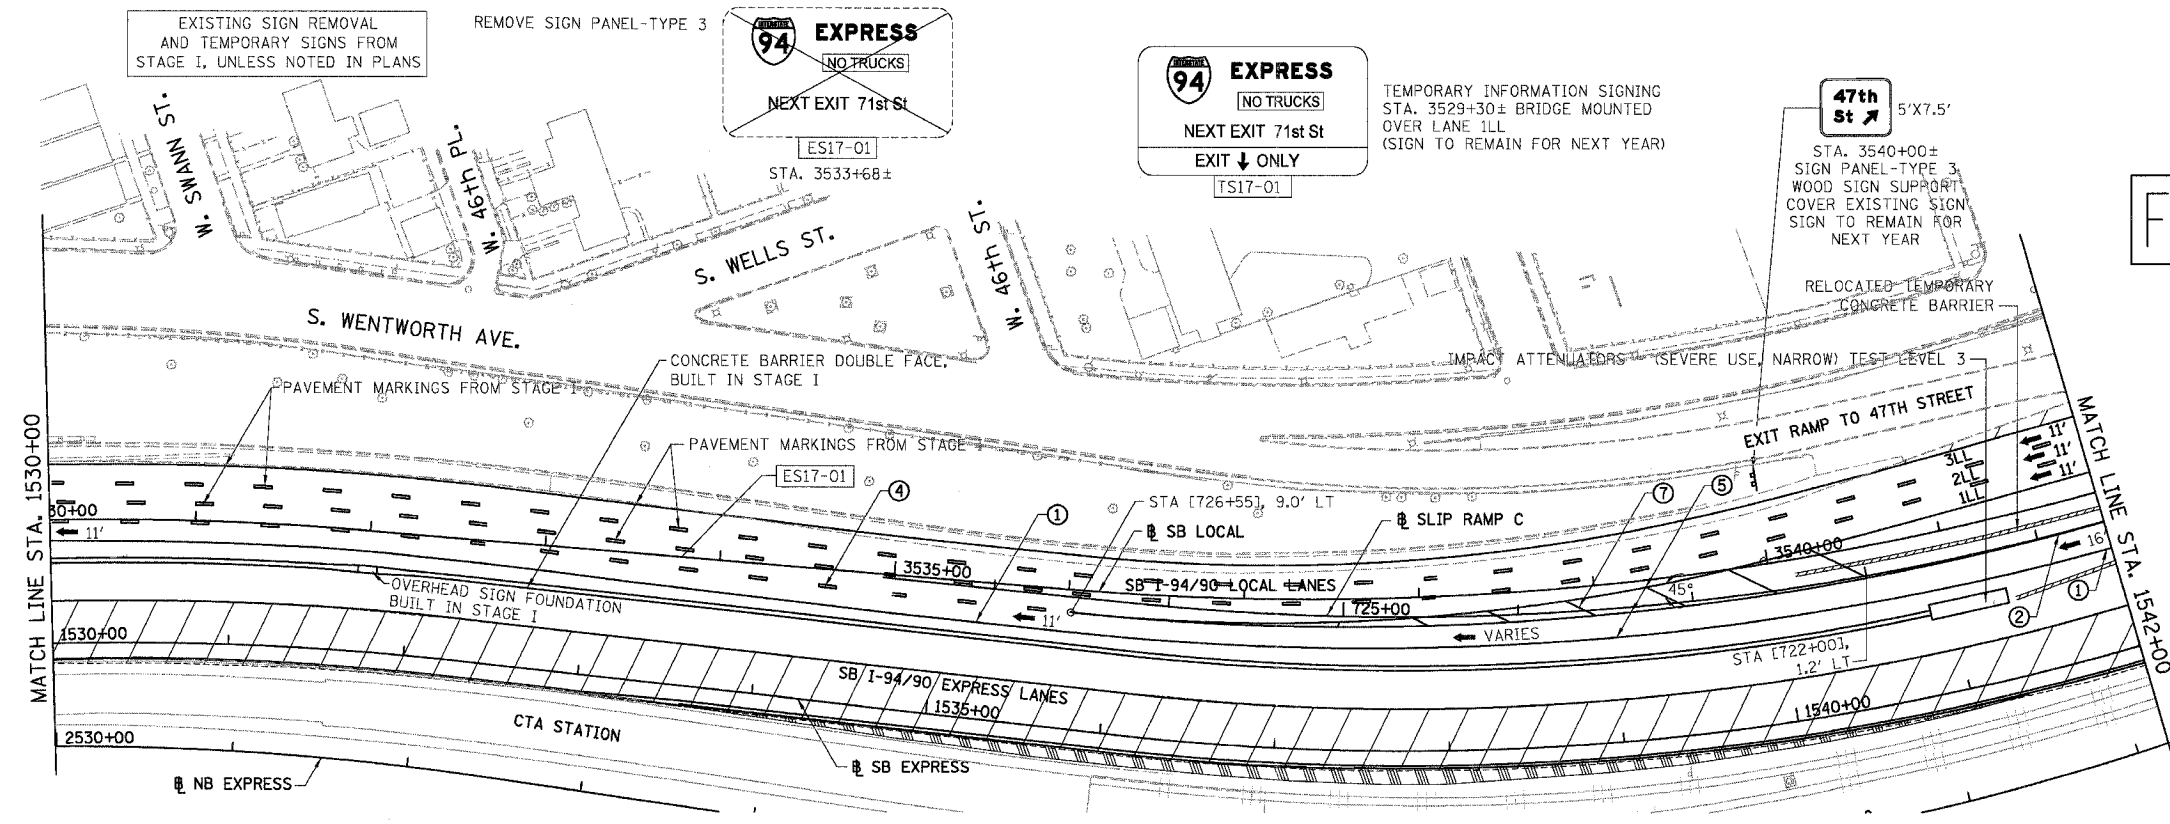 EXISTING SIGN REMOVAL
AND TEMPORARY SIGNS FROM
STAGE I, UNLESS NOTED IN PLANS
REMOVE SIGN PANEL-TYPE 3
INTERSTATE
94
EXPRESS
NO TRUCKS
NEXT EXIT 71st St
ES17-01
STA. 3533+68±
INTERSTATE
94
EXPRESS
NO TRUCKS
NEXT EXIT 71st St
EXIT ↓ ONLY
TS17-01
TEMPORARY INFORMATION SIGNING
STA. 3529+30± BRIDGE MOUNTED
OVER LANE 1LL
(SIGN TO REMAIN FOR NEXT YEAR)
47th
St ↗
5'X7.5'
STA. 3540+00±
SIGN PANEL-TYPE 3
WOOD SIGN SUPPORT
COVER EXISTING SIGN
SIGN TO REMAIN FOR
NEXT YEAR
F
W. SWANN ST.
W. 46th PL.
S. WELLS ST.
W. 46th ST.
S. WENTWORTH AVE.
RELOCATED TEMPORARY
CONCRETE BARRIER
IMPACT ATTENUATORS (SEVERE USE, NARROW) TEST LEVEL 3
CONCRETE BARRIER DOUBLE FACE,
BUILT IN STAGE I
PAVEMENT MARKINGS FROM STAGE I
PAVEMENT MARKINGS FROM STAGE I
ES17-01
4
1
STA [726+55], 9.0' LT
℄ SB LOCAL
℄ SLIP RAMP C
7
5
EXIT RAMP TO 47TH STREET
3LL
2LL
1LL
11'
11'
11'
16'
MATCH LINE STA. 1530+00
MATCH LINE STA. 1542+00
30+00
11'
3535+00
SB I-94/90 LOCAL LANES
3540+00
45°
725+00
11'
VARIES
2
1
STA [722+00],
1.2' LT
OVERHEAD SIGN FOUNDATION
BUILT IN STAGE I
1530+00
SB I-94/90 EXPRESS LANES
1535+00
1540+00
CTA STATION
2530+00
℄ NB EXPRESS
℄ SB EXPRESS